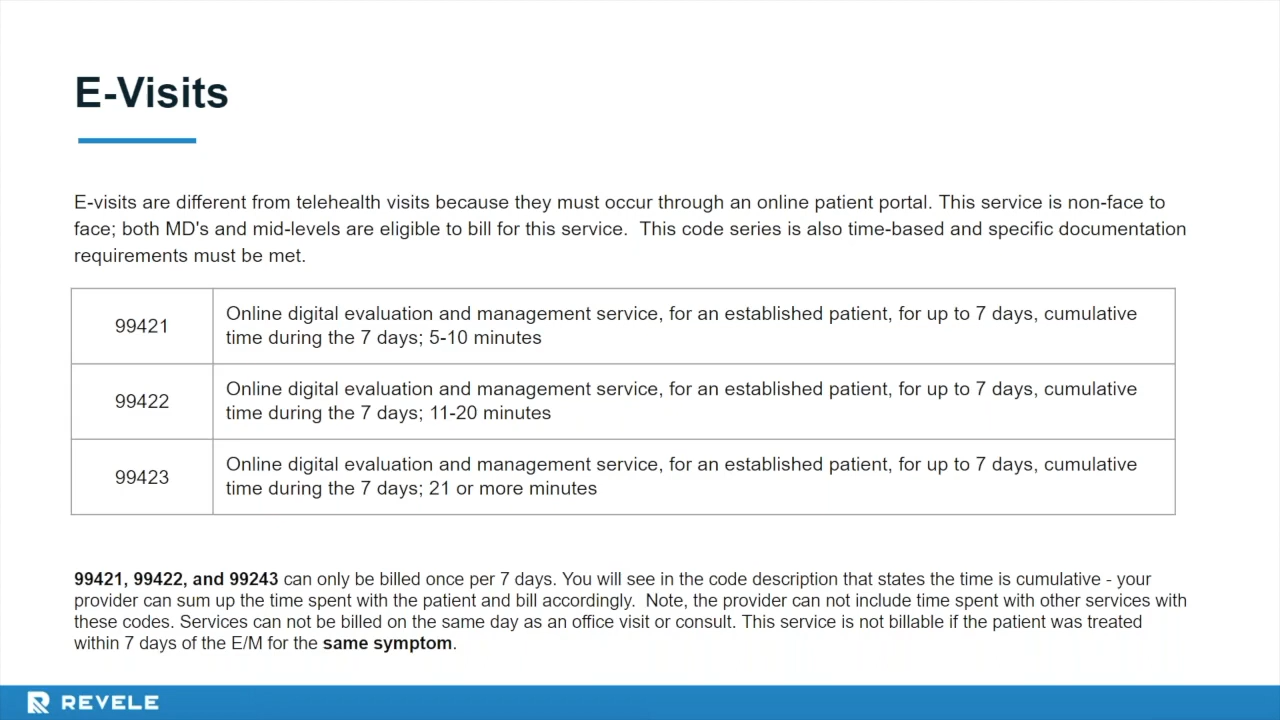 E-Visits
E-visits are different from telehealth visits because they must occur through an online patient portal. This service is non-face to
face; both MD's and mid-levels are eligible to bill for this service.  This code series is also time-based and specific documentation
requirements must be met.
99421
Online digital evaluation and management service, for an established patient, for up to 7 days, cumulative
time during the 7 days; 5-10 minutes
99422
Online digital evaluation and management service, for an established patient, for up to 7 days, cumulative
time during the 7 days; 11-20 minutes
99423
Online digital evaluation and management service, for an established patient, for up to 7 days, cumulative
time during the 7 days; 21 or more minutes
99421, 99422, and 99243 can only be billed once per 7 days. You will see in the code description that states the time is cumulative - your
provider can sum up the time spent with the patient and bill accordingly.  Note, the provider can not include time spent with other services with
these codes. Services can not be billed on the same day as an office visit or consult. This service is not billable if the patient was treated
within 7 days of the E/M for the same symptom.
REVELE